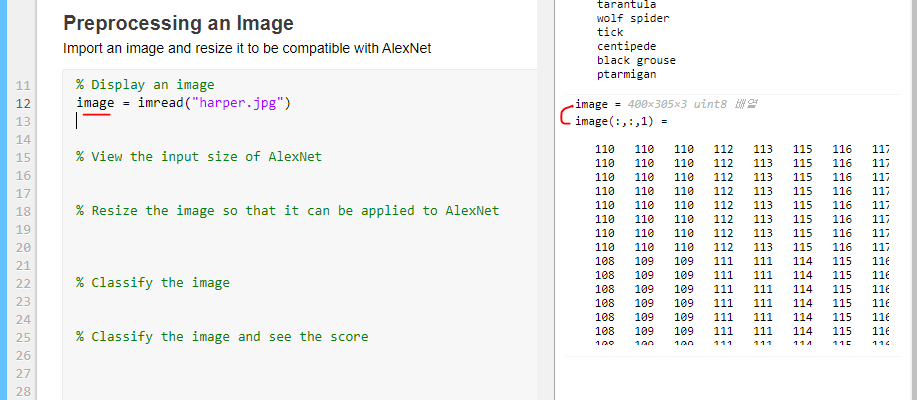 Preprocessing an Image
Import an image and resize it to be compatible with AlexNet
11 % Display an image
12 image = imread("harper.jpg")
13
14
15 % View the input size of AlexNet
16
17
18 % Resize the image so that it can be applied to AlexNet
19
20
21
22 % Classify the image
23
24
25 % Classify the image and see the score
26
27
28
tarantula
wolf spider
tick
centipede
black grouse
ptarmigan
image = 400×305×3 uint8 배열
image(:,:,1) =
110 110 110 112 113 115 116 117
110 110 110 112 113 115 116 117
110 110 110 112 113 115 116 117
110 110 110 112 113 115 116 117
110 110 110 112 113 115 116 117
110 110 110 112 113 115 116 117
110 110 110 112 113 115 116 117
110 110 110 112 113 115 116 117
108 109 109 111 111 114 115 116
108 109 109 111 111 114 115 116
108 109 109 111 111 114 115 116
108 109 109 111 111 114 115 116
108 109 109 111 111 114 115 116
108 109 109 111 111 114 115 116
108 109 109 111 111 114 115 116